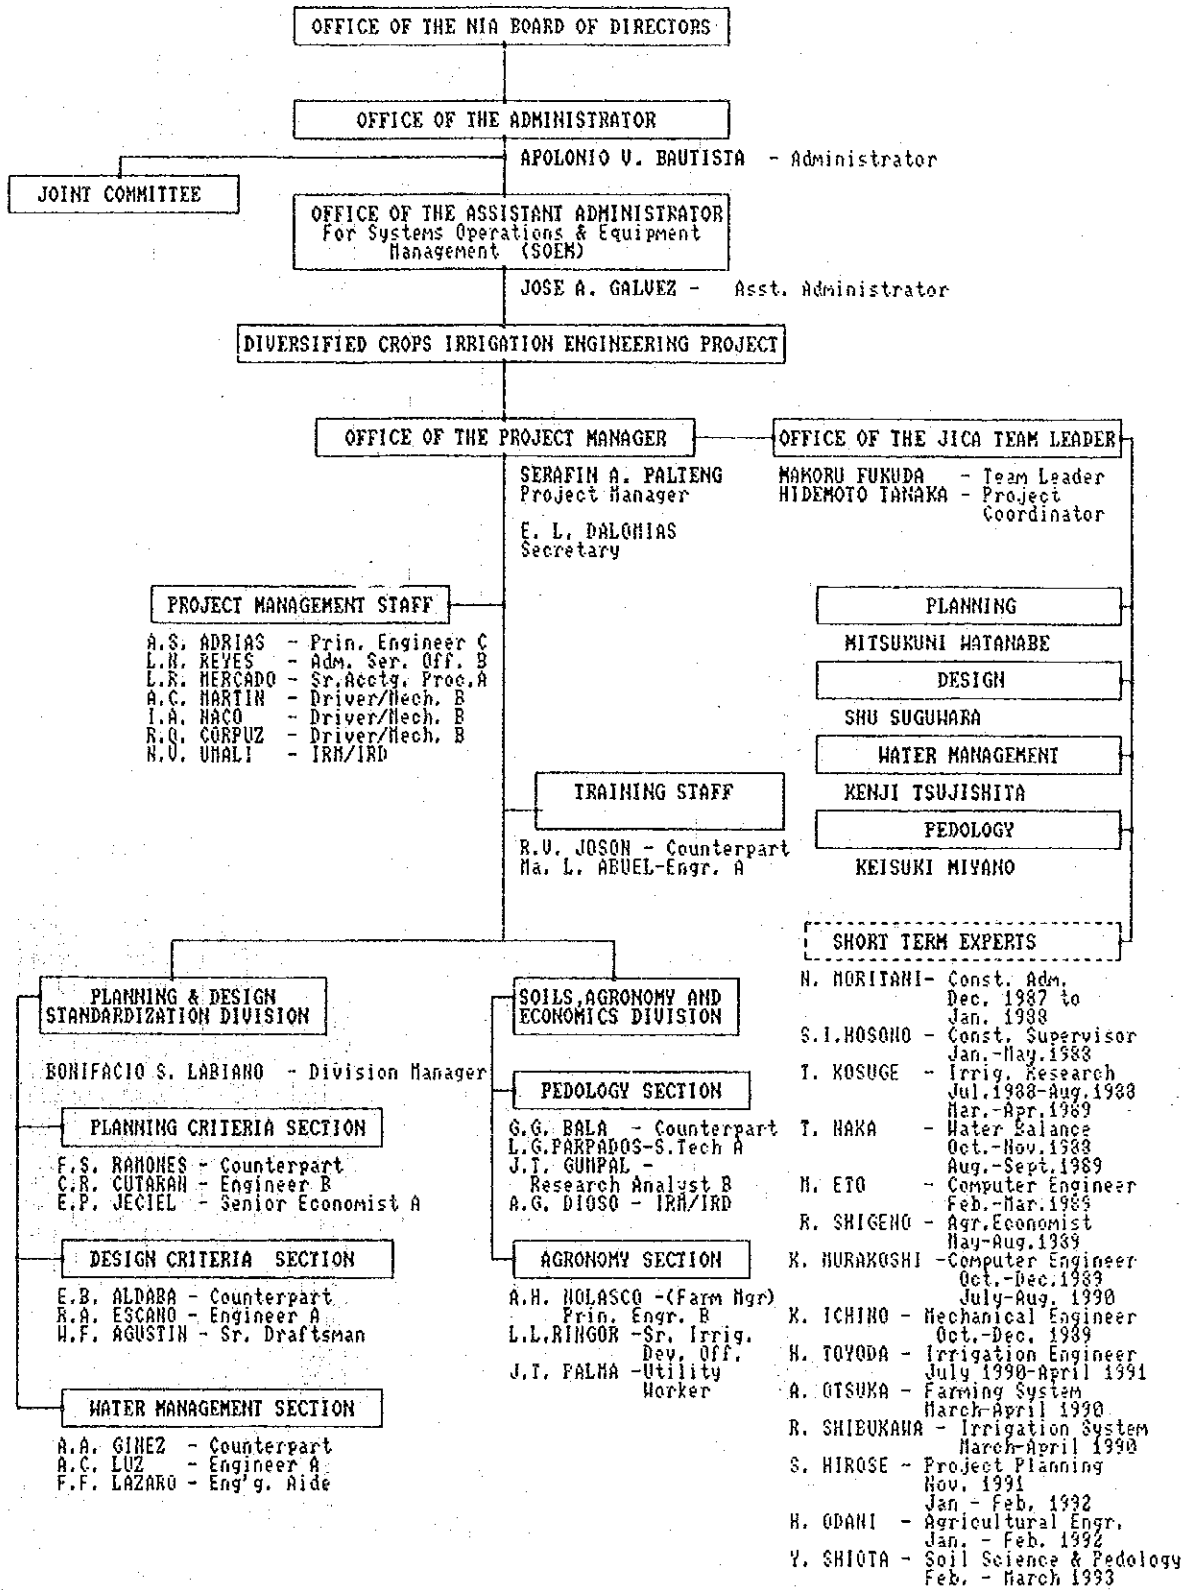 OFFICE OF THE NIA BOARD OF DIRECTORS
OFFICE OF THE ADMINISTRATOR
APOLONIO V. BAUTISTA - Administrator
JOINT COMMITTEE
OFFICE OF THE ASSISTANT ADMINISTRATOR
For Systems Operations & Equipment
Management (SOEM)
JOSE A. GALVEZ - Asst. Administrator
DIVERSIFIED CROPS IRRIGATION ENGINEERING PROJECT
OFFICE OF THE PROJECT MANAGER
SERAFIN A. PALTENG
Project Manager
E. L. DALOMIAS
Secretary
OFFICE OF THE JICA TEAM LEADER
MAKORU FUKUDA - Team Leader
HIDEMOTO TANAKA - Project
Coordinator
PROJECT MANAGEMENT STAFF
A.S. ADRIAS - Prin. Engineer C
L.N. REYES - Adm. Ser. Off. B
L.R. MERCADO - Sr.Acctg. Proc.A
A.C. MARTIN - Driver/Mech. B
I.A. NACO - Driver/Mech. B
R.Q. CORPUZ - Driver/Mech. B
N.V. UMALI - IRM/IRD
PLANNING
MITSUKUNI WATANABE
DESIGN
SHU SUGUWARA
WATER MANAGEMENT
KENJI TSUJISHITA
PEDOLOGY
KEISUKI MIYANO
TRAINING STAFF
R.V. JOSON - Counterpart
Ma. L. ABUEL-Engr. A
PLANNING & DESIGN
STANDARDIZATION DIVISION
BONIFACIO S. LABIANO - Division Manager
PLANNING CRITERIA SECTION
F.S. RAMONES - Counterpart
C.R. CUTARAN - Engineer B
E.P. JECIEL - Senior Economist A
DESIGN CRITERIA SECTION
E.B. ALDABA - Counterpart
R.A. ESCANO - Engineer A
W.F. AGUSTIN - Sr. Draftsman
WATER MANAGEMENT SECTION
A.A. GINEZ - Counterpart
A.C. LUZ - Engineer A
F.F. LAZARO - Eng'g. Aide
SOILS,AGRONOMY AND
ECONOMICS DIVISION
PEDOLOGY SECTION
G.G. BALA - Counterpart
L.G.PARPADOS-S.Tech A
J.T. GUMPAL -
Research Analyst B
A.G. DIOSO - IRM/IRD
AGRONOMY SECTION
A.H. NOLASCO -(Farm Mgr)
Prin. Engr. B
L.L.RINGOR -Sr. Irrig.
Dev. Off.
J.T. PALMA -Utility
Worker
SHORT TERM EXPERTS
N. MORITANI- Const. Adm.
Dec. 1987 to
Jan. 1988
S.I.HOSONO - Const. Supervisor
Jan.-May.1988
T. KOSUGE - Irrig. Research
Jul.1988-Aug.1988
Mar.-Apr.1989
T. NAKA - Water Balance
Oct.-Nov.1988
Aug.-Sept.1989
M. ETO - Computer Engineer
Feb.-Mar.1989
R. SHIGENO - Agr.Economist
May-Aug.1989
K. MURAKOSHI -Computer Engineer
Oct.-Dec.1989
July-Aug. 1990
K. ICHINO - Mechanical Engineer
Oct.-Dec. 1989
H. TOYODA - Irrigation Engineer
July 1990-April 1991
A. OTSUKA - Farming System
March-April 1990
R. SHIBUKAWA - Irrigation System
March-April 1990
S. HIROSE - Project Planning
Nov. 1991
Jan - Feb. 1992
H. ODANI - Agricultural Engr.
Jan. - Feb. 1992
Y. SHIOTA - Soil Science & Pedology
Feb. - March 1993